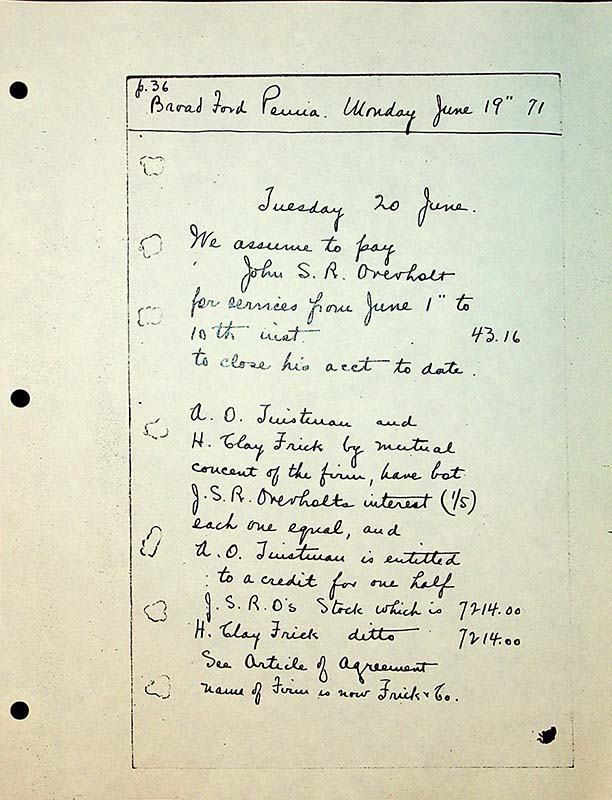 p. 36
Broad Ford Penna. Monday June 19" 71
Tuesday 20 June.
We assume to pay
John S. R. Overholt
for services from June 1" to
10th inst. 43.16
to close his acct to date.
A. O. Tinstman and
H. Clay Frick by mutual
concent of the firm, have bot
J. S. R. Overholts interest (1/5)
each one equal, and
A. O. Tinstman is entitled
to a credit for one half
J. S. R. O's Stock which is 7214.00
H. Clay Frick ditto 7214.00
See Article of Agreement
name of Firm is now Frick & Co.